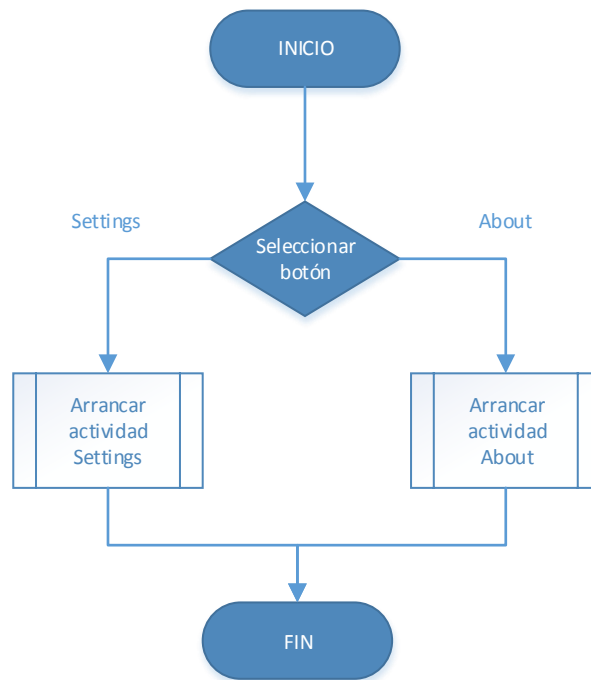 INICIO
Settings
About
Seleccionar
botón
Arrancar
actividad
Settings
Arrancar
actividad
About
FIN